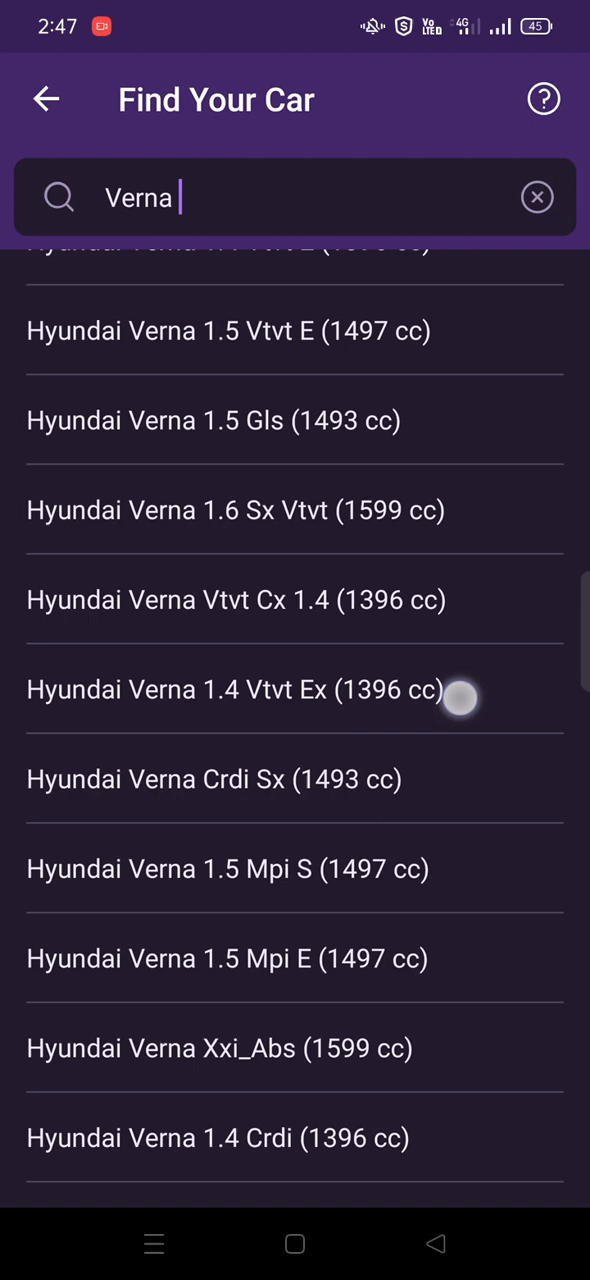 2:47
Vo
LTE
4G
45
Find Your Car
Verna
Hyundai Verna 1.5 Vtvt E (1497 cc)
Hyundai Verna 1.5 Gls (1493 cc)
Hyundai Verna 1.6 Sx Vtvt (1599 cc)
Hyundai Verna Vtvt Cx 1.4 (1396 cc)
Hyundai Verna 1.4 Vtvt Ex (1396 cc)
Hyundai Verna Crdi Sx (1493 cc)
Hyundai Verna 1.5 Mpi S (1497 cc)
Hyundai Verna 1.5 Mpi E (1497 cc)
Hyundai Verna Xxi_Abs (1599 cc)
Hyundai Verna 1.4 Crdi (1396 cc)